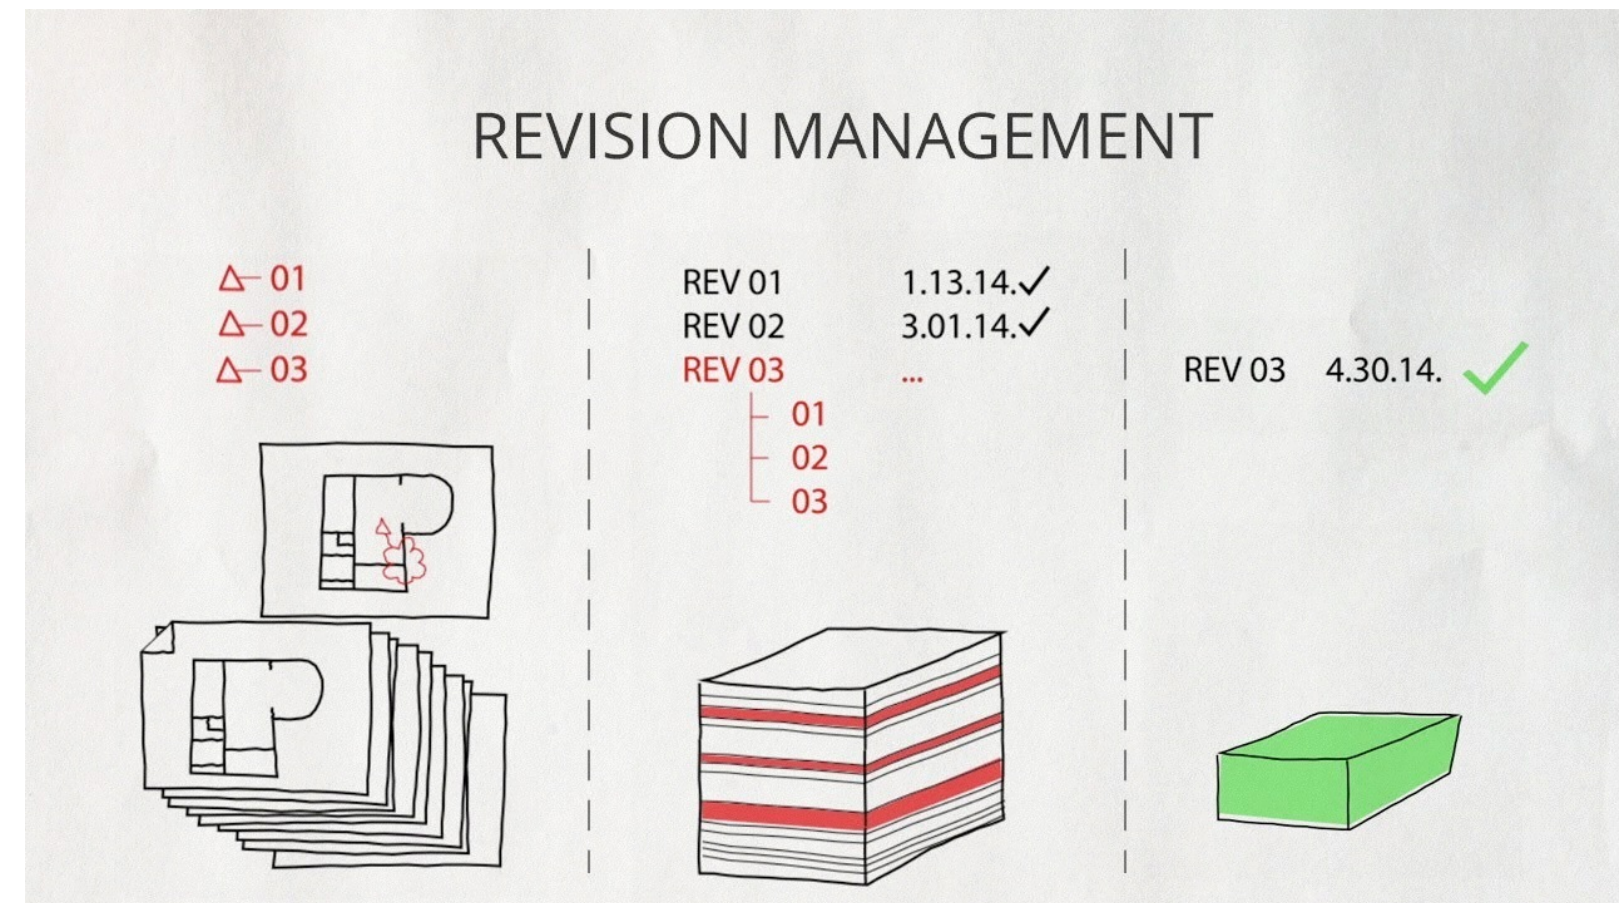 REVISION MANAGEMENT
01
02
03
REV 01 1.13.14.✓
REV 02 3.01.14.✓
REV 03 ...
01
02
03
REV 03 4.30.14. ✓